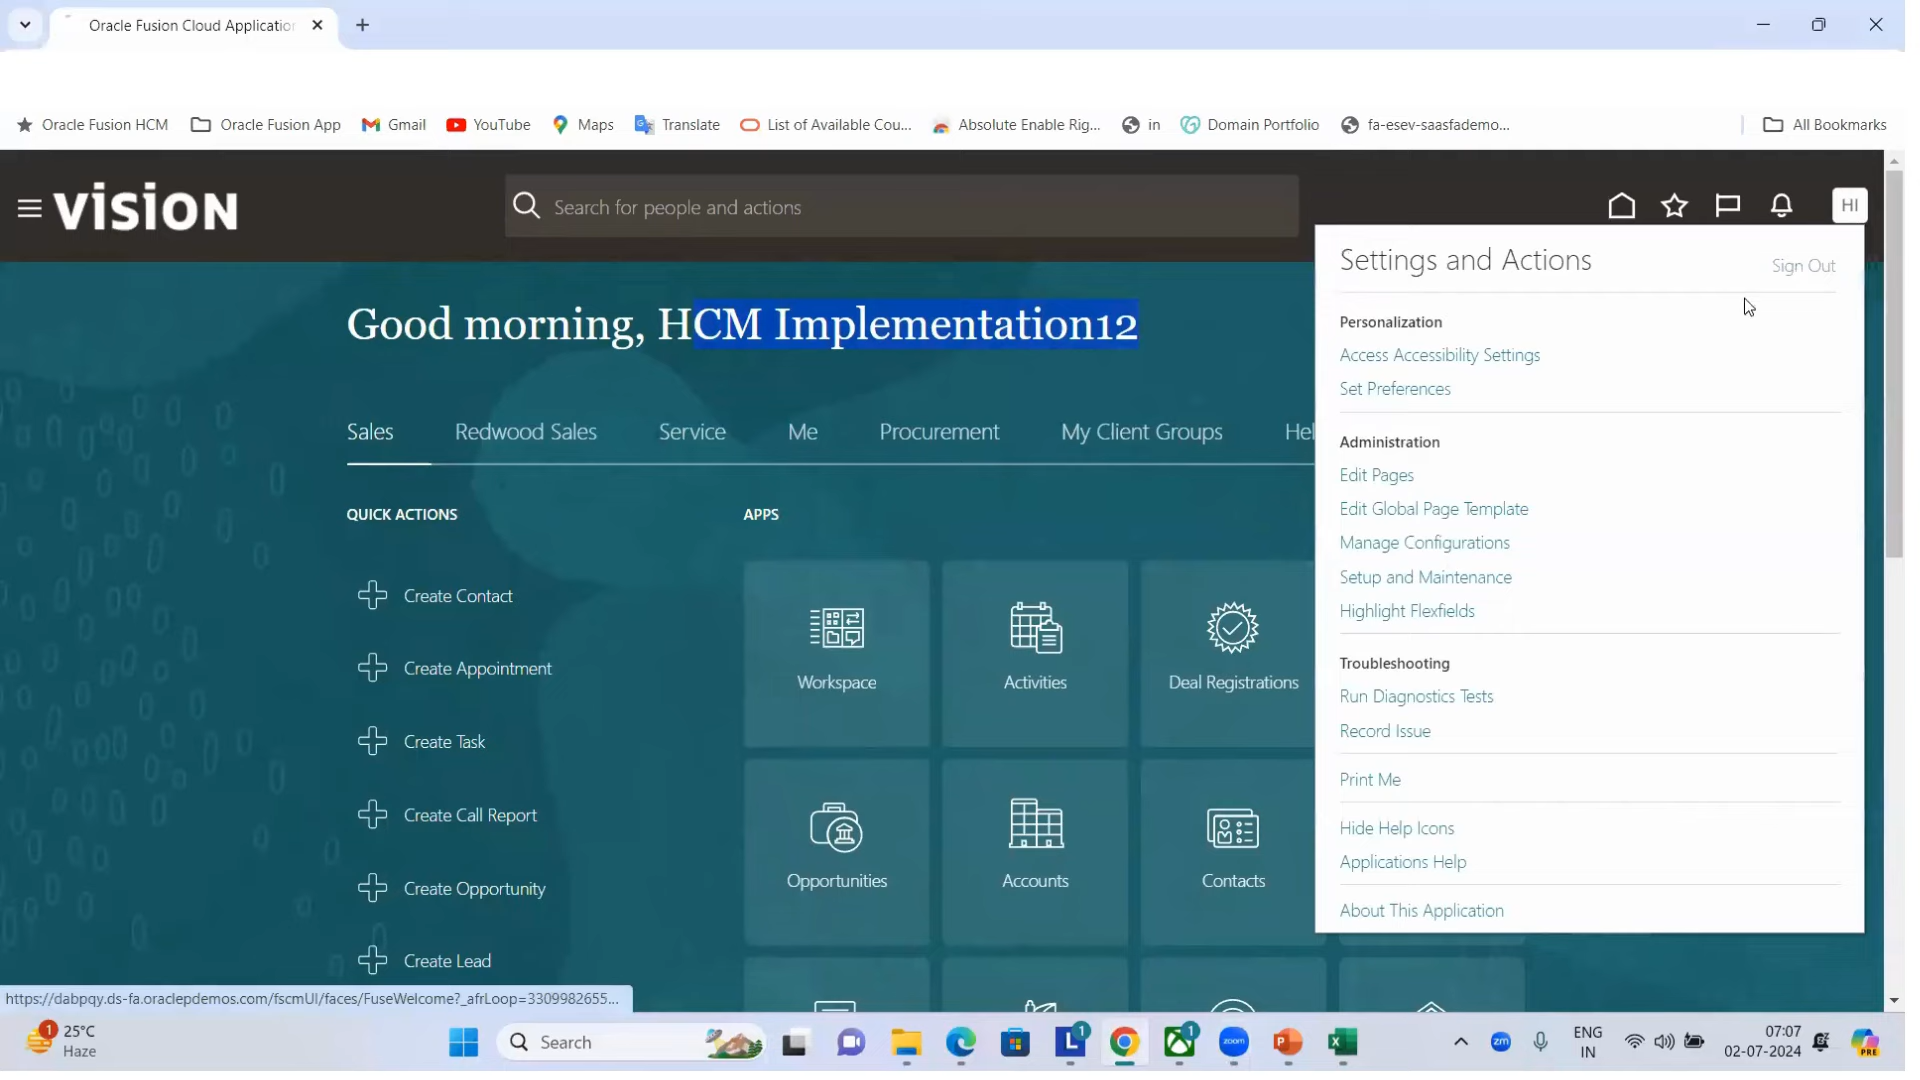 Oracle Fusion Cloud Application
Oracle Fusion HCM
Oracle Fusion App
Gmail
YouTube
Maps
Translate
List of Available Cou...
Absolute Enable Rig...
in
Domain Portfolio
fa-esev-saasfademo...
All Bookmarks
VISION
Search for people and actions
HI
Settings and Actions
Sign Out
Personalization
Access Accessibility Settings
Set Preferences
Administration
Edit Pages
Edit Global Page Template
Manage Configurations
Setup and Maintenance
Highlight Flexfields
Troubleshooting
Run Diagnostics Tests
Record Issue
Print Me
Hide Help Icons
Applications Help
About This Application
Good morning, HCM Implementation12
Sales
Redwood Sales
Service
Me
Procurement
My Client Groups
Hel
QUICK ACTIONS
Create Contact
Create Appointment
Create Task
Create Call Report
Create Opportunity
Create Lead
APPS
Workspace
Activities
Deal Registrations
Opportunities
Accounts
Contacts
https://dabpqy.ds-fa.oraclepdemos.com/fscmUI/faces/FuseWelcome?_afrLoop=3309982655...
1
25°C
Haze
Search
L
1
1
zoom
P
X
zm
ENG
IN
07:07
02-07-2024
PRE